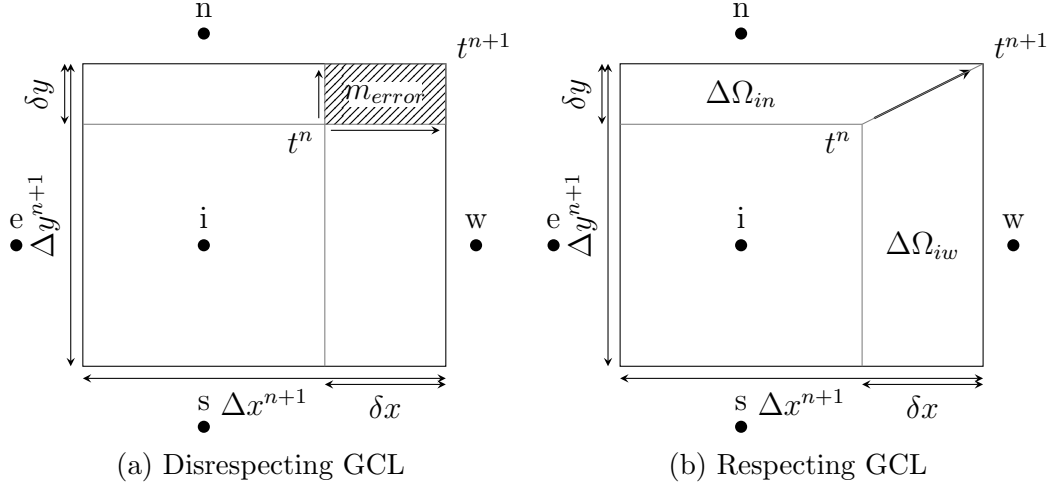 n
t^{n+1}
δy
m_{error}
t^n
e
Δy^{n+1}
i
w
s
Δx^{n+1}
δx
(a) Disrespecting GCL
n
t^{n+1}
δy
ΔΩ_{in}
t^n
e
Δy^{n+1}
i
w
ΔΩ_{iw}
s
Δx^{n+1}
δx
(b) Respecting GCL